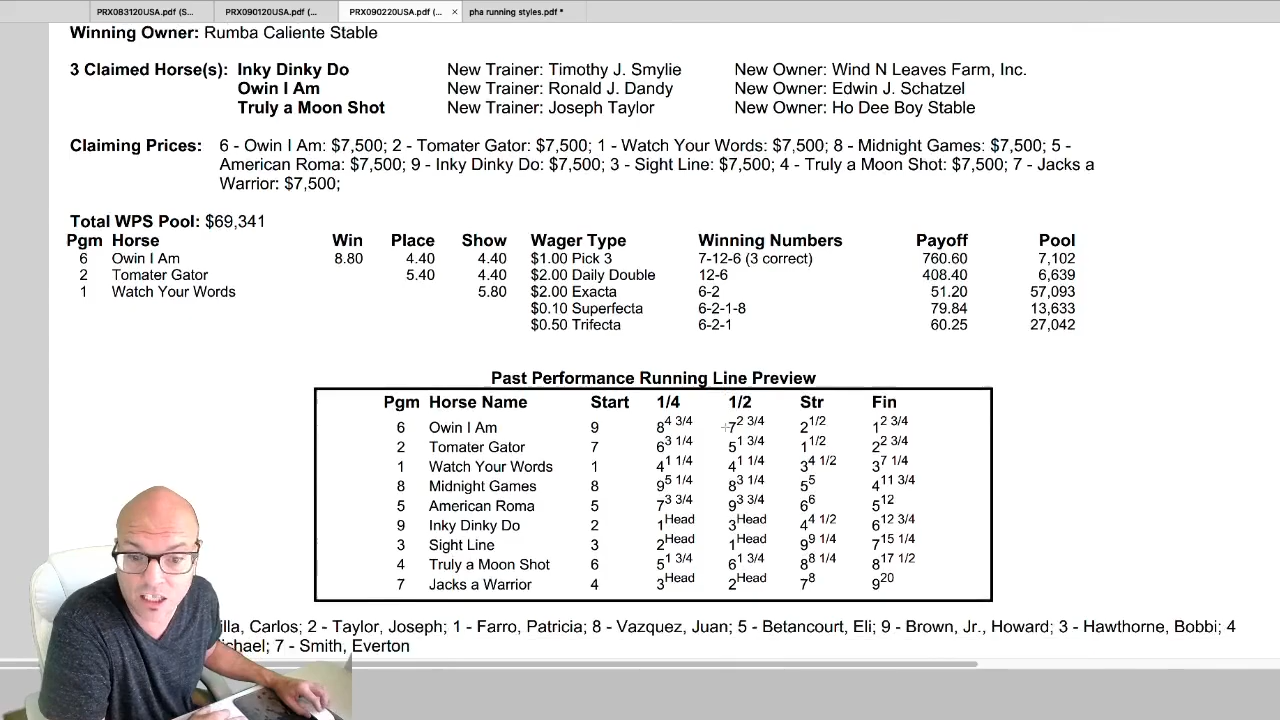 PRX083120USA.pdf (S... PRX090120USA.pdf (... PRX090220USA.pdf (... × pha running styles.pdf *
Winning Owner: Rumba Caliente Stable
3 Claimed Horse(s): Inky Dinky Do New Trainer: Timothy J. Smylie New Owner: Wind N Leaves Farm, Inc.
Owin I Am New Trainer: Ronald J. Dandy New Owner: Edwin J. Schatzel
Truly a Moon Shot New Trainer: Joseph Taylor New Owner: Ho Dee Boy Stable
Claiming Prices: 6 - Owin I Am: $7,500; 2 - Tomater Gator: $7,500; 1 - Watch Your Words: $7,500; 8 - Midnight Games: $7,500; 5 -
American Roma: $7,500; 9 - Inky Dinky Do: $7,500; 3 - Sight Line: $7,500; 4 - Truly a Moon Shot: $7,500; 7 - Jacks a
Warrior: $7,500;
Total WPS Pool: $69,341
Pgm Horse Win Place Show Wager Type Winning Numbers Payoff Pool
6 Owin I Am 8.80 4.40 4.40 $1.00 Pick 3 7-12-6 (3 correct) 760.60 7,102
2 Tomater Gator 5.40 4.40 $2.00 Daily Double 12-6 408.40 6,639
1 Watch Your Words 5.80 $2.00 Exacta 6-2 51.20 57,093
$0.10 Superfecta 6-2-1-8 79.84 13,633
$0.50 Trifecta 6-2-1 60.25 27,042
Past Performance Running Line Preview
Pgm Horse Name Start 1/4 1/2 Str Fin
6 Owin I Am 9 8 4 3/4 7 2 3/4 2 1/2 1 2 3/4
2 Tomater Gator 7 6 3 1/4 5 1 3/4 1 1/2 2 2 3/4
1 Watch Your Words 1 4 1 1/4 4 1 1/4 3 4 1/2 3 7 1/4
8 Midnight Games 8 9 5 1/4 8 3 1/4 5 5 4 11 3/4
5 American Roma 5 7 3 3/4 9 3 3/4 6 6 5 12
9 Inky Dinky Do 2 1 Head 3 Head 4 4 1/2 6 12 3/4
3 Sight Line 3 2 Head 1 Head 9 9 1/4 7 15 1/4
4 Truly a Moon Shot 6 5 1 3/4 6 1 3/4 8 8 1/4 8 17 1/2
7 Jacks a Warrior 4 3 Head 2 Head 7 8 9 20
illa, Carlos; 2 - Taylor, Joseph; 1 - Farro, Patricia; 8 - Vazquez, Juan; 5 - Betancourt, Eli; 9 - Brown, Jr., Howard; 3 - Hawthorne, Bobbi; 4
chael; 7 - Smith, Everton